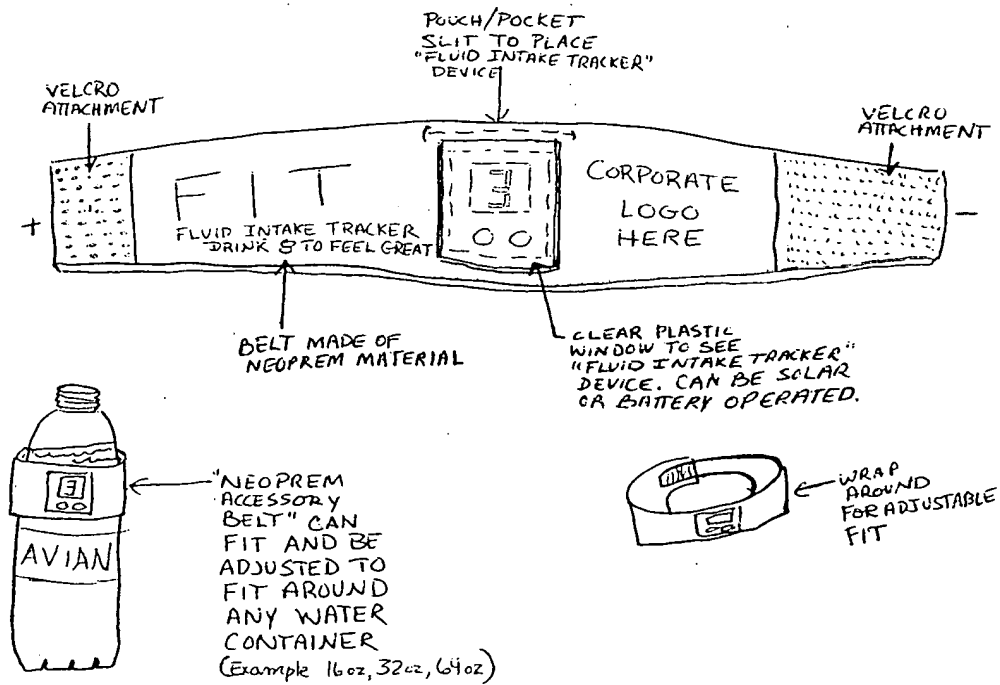 POUCH/POCKET
SLIT TO PLACE
"FLUID INTAKE TRACKER"
DEVICE
VELCRO
ATTACHMENT
VELCRO
ATTACHMENT
FIT
FLUID INTAKE TRACKER
DRINK 8 TO FEEL GREAT
3
CORPORATE
LOGO
HERE
+
-
BELT MADE OF
NEOPREM MATERIAL
CLEAR PLASTIC
WINDOW TO SEE
"FLUID INTAKE TRACKER"
DEVICE. CAN BE SOLAR
OR BATTERY OPERATED.
3
AVIAN
"NEOPREM
ACCESSORY
BELT" CAN
FIT AND BE
ADJUSTED TO
FIT AROUND
ANY WATER
CONTAINER
(Example 16oz, 32oz, 64oz)
WRAP
AROUND
FOR ADJUSTABLE
FIT